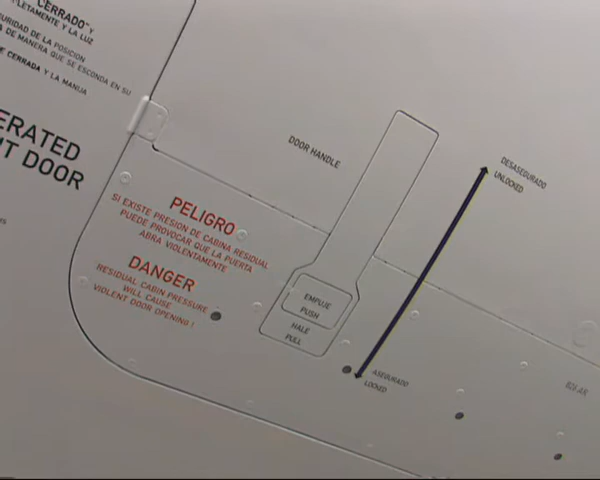 CERRADO" Y
LETAMENTE Y LA LUZ
URIDAD DE LA POSICION
DE MANERA QUE SE ESCONDA EN SU
CERRADA Y LA MANIJA
ERATED
T DOOR
DOOR HANDLE
DESASEGURADO
UNLOCKED
PELIGRO
SI EXISTE PRESION DE CABINA RESIDUAL
PUEDE PROVOCAR QUE LA PUERTA
ABRA VIOLENTAMENTE
DANGER
RESIDUAL CABIN PRESSURE
WILL CAUSE
VIOLENT DOOR OPENING !
EMPUJE
PUSH
HALE
PULL
ASEGURADO
LOCKED